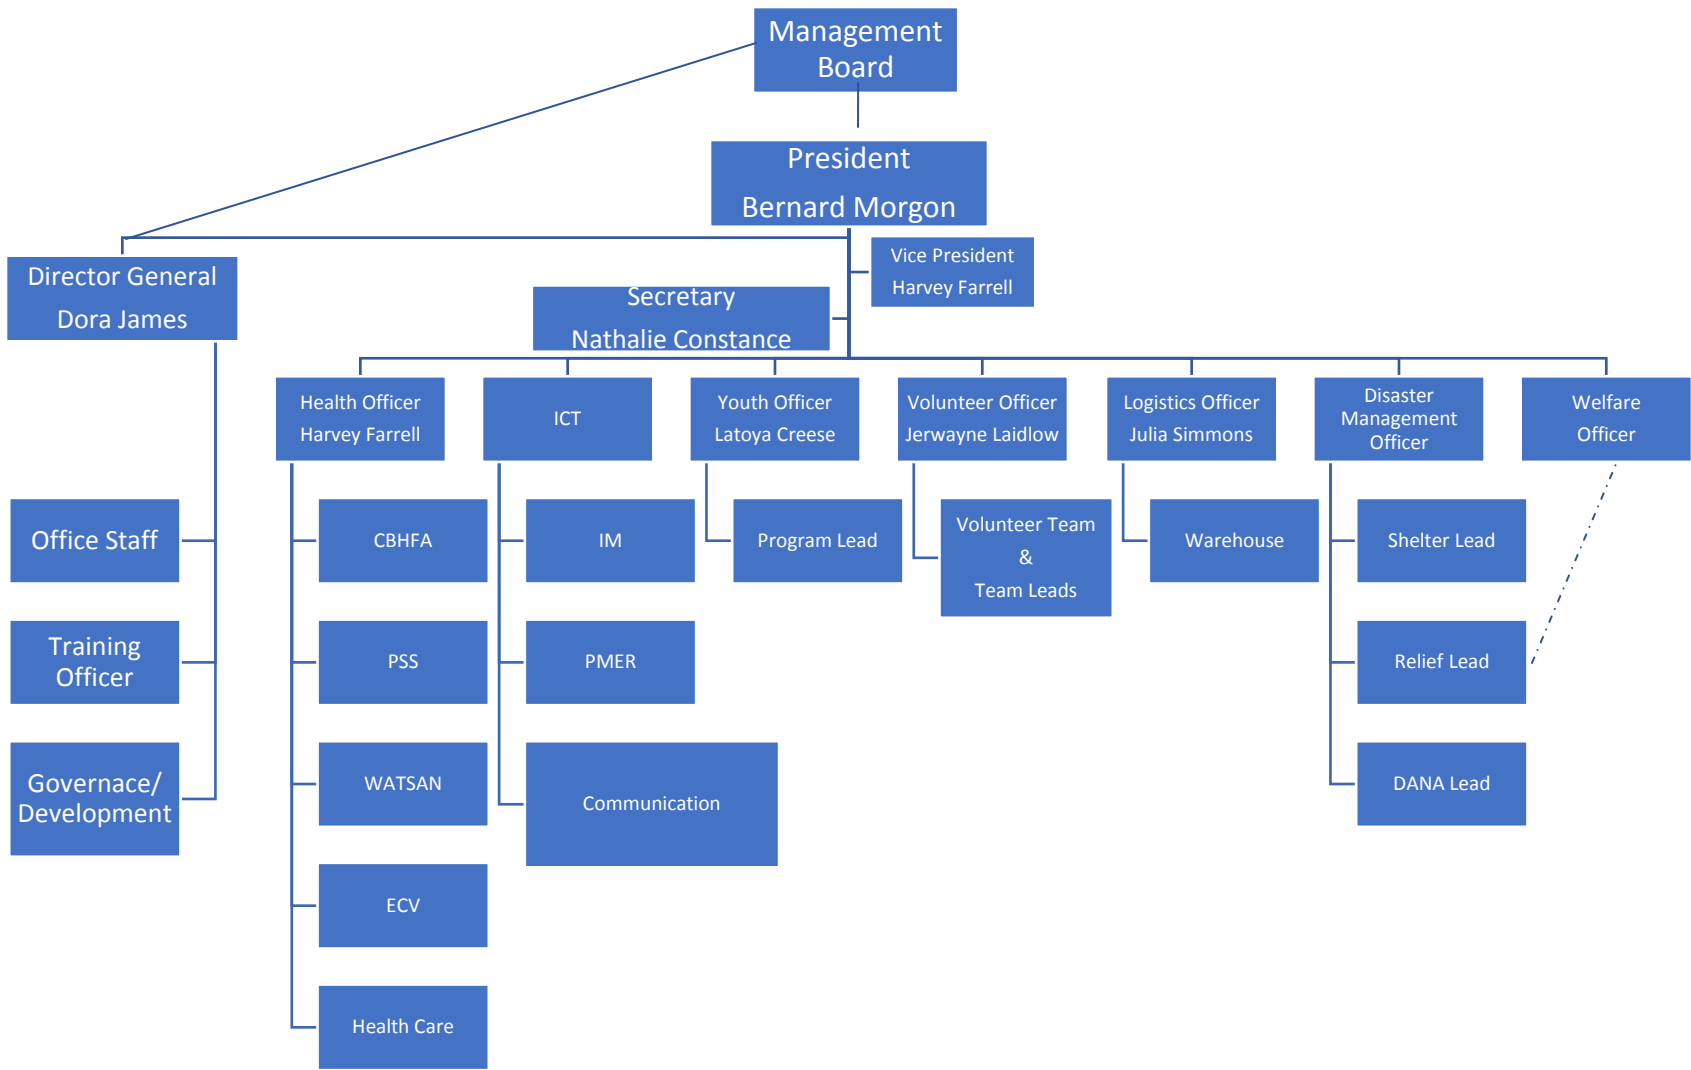 Management
Board
President
Bernard Morgon
Vice President
Harvey Farrell
Director General
Dora James
Secretary
Nathalie Constance
Health Officer
Harvey Farrell
ICT
Youth Officer
Latoya Creese
Volunteer Officer
Jerwayne Laidlow
Logistics Officer
Julia Simmons
Disaster
Management
Officer
Welfare
Officer
Office Staff
CBHFA
IM
Program Lead
Volunteer Team
&
Team Leads
Warehouse
Shelter Lead
Training
Officer
PSS
PMER
Relief Lead
Governace/
Development
WATSAN
Communication
DANA Lead
ECV
Health Care